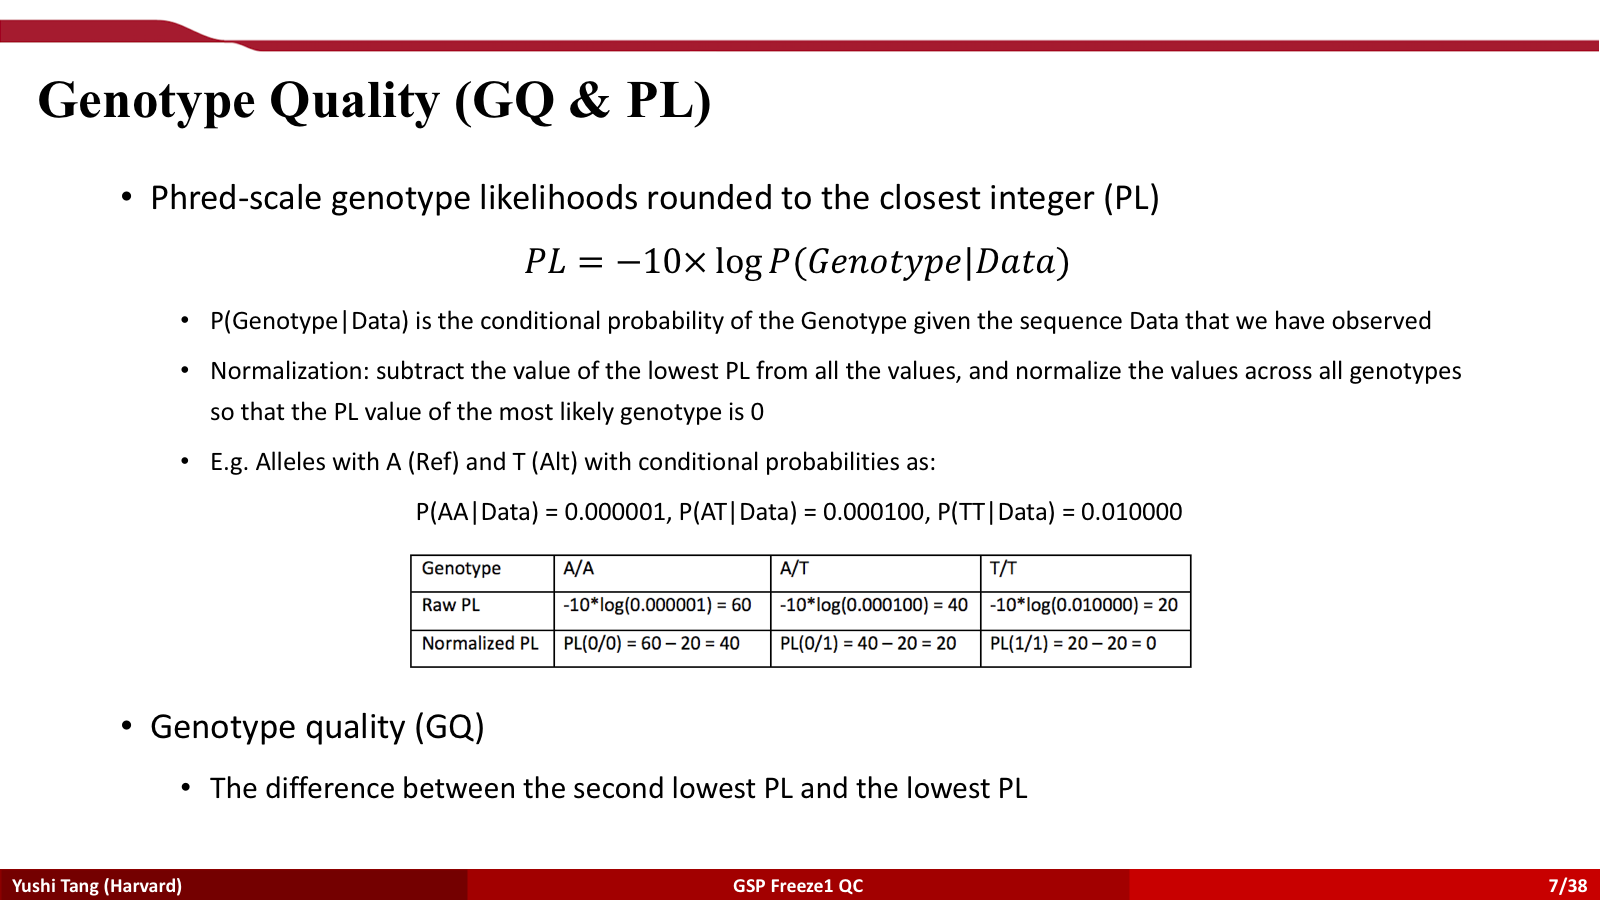 Genotype Quality (GQ & PL)
• Phred-scale genotype likelihoods rounded to the closest integer (PL)
PL = −10× log P(Genotype|Data)
• P(Genotype|Data) is the conditional probability of the Genotype given the sequence Data that we have observed
• Normalization: subtract the value of the lowest PL from all the values, and normalize the values across all genotypes
so that the PL value of the most likely genotype is 0
• E.g. Alleles with A (Ref) and T (Alt) with conditional probabilities as:
P(AA|Data) = 0.000001, P(AT|Data) = 0.000100, P(TT|Data) = 0.010000
Genotype A/A A/T T/T
Raw PL -10*log(0.000001) = 60 -10*log(0.000100) = 40 -10*log(0.010000) = 20
Normalized PL PL(0/0) = 60 – 20 = 40 PL(0/1) = 40 – 20 = 20 PL(1/1) = 20 – 20 = 0
• Genotype quality (GQ)
• The difference between the second lowest PL and the lowest PL
Yushi Tang (Harvard) GSP Freeze1 QC 7/38